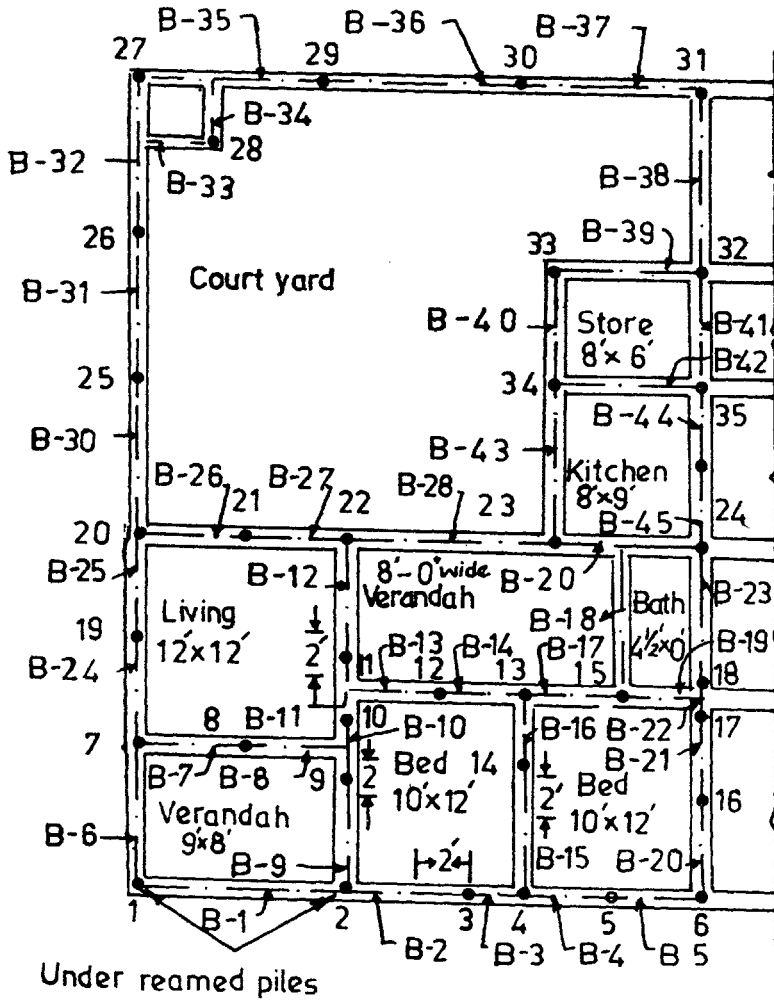 B-35
B-36
B-37
27
29
30
31
B-34
28
B-32
B-33
B-38
26
33
B-39
32
Court yard
B-31
B-40
Store
8'×6'
B-41
B-42
34
25
B-44
35
B-30
B-43
Kitchen
8'×9'
B-26
B-27
B-28
21
22
23
24
B-45
20
B-25
B-12
8'-0" wide
Verandah
B-20
B-18
Bath
4½'×0'
B-23
Living
12'×12'
19
2'
11
B-13
B-14
B-17
B-19
B-24
12
13
15
18
8
B-11
10
B-10
B-16
B-22
17
7
B-7
B-8
9
2
Bed
14
10'×12'
B-21
2'
Bed
10'×12'
16
Verandah
9'×8'
B-6
B-9
2'
B-15
B-20
1
B-1
2
B-2
3
B-3
4
B-4
5
B 5
6
Under reamed piles